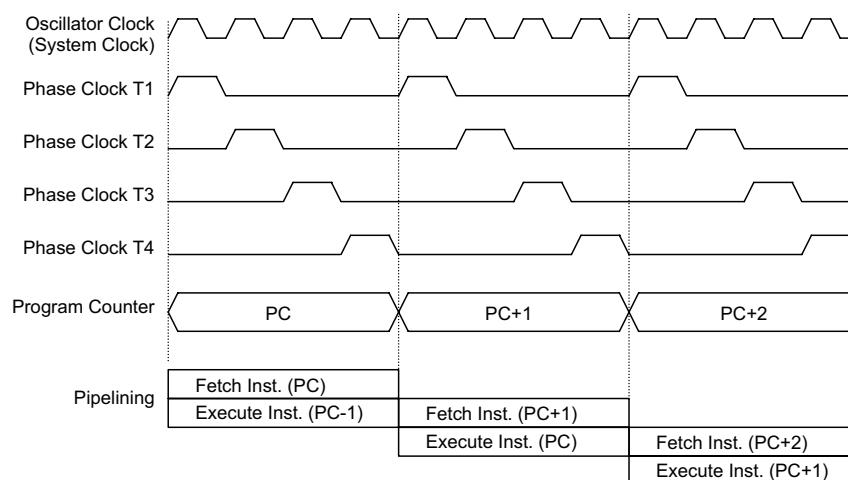 Oscillator Clock
(System Clock)
Phase Clock T1
Phase Clock T2
Phase Clock T3
Phase Clock T4
Program Counter
PC
PC+1
PC+2
Pipelining
Fetch Inst. (PC)
Execute Inst. (PC-1)
Fetch Inst. (PC+1)
Execute Inst. (PC)
Fetch Inst. (PC+2)
Execute Inst. (PC+1)